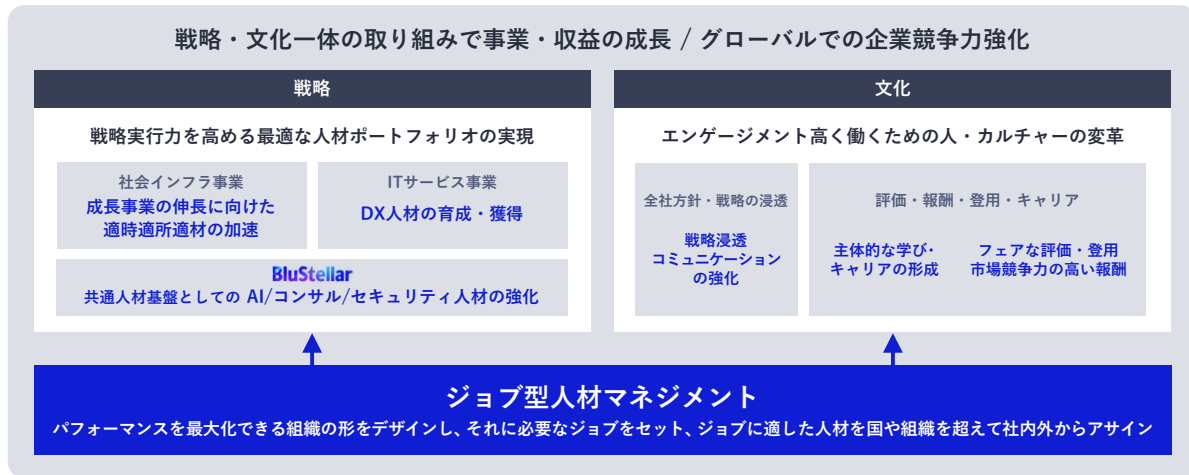 戦略・文化一体の取り組みで事業・収益の成長 / グローバルでの企業競争力強化
戦略
戦略実行力を高める最適な人材ポートフォリオの実現
社会インフラ事業
成長事業の伸長に向けた
適時適所適材の加速
ITサービス事業
DX人材の育成・獲得
BluStellar
共通人材基盤としての AI/コンサル/セキュリティ人材の強化
文化
エンゲージメント高く働くための人・カルチャーの変革
全社方針・戦略の浸透
戦略浸透
コミュニケーション
の強化
評価・報酬・登用・キャリア
主体的な学び・
キャリアの形成
フェアな評価・登用
市場競争力の高い報酬
ジョブ型人材マネジメント
パフォーマンスを最大化できる組織の形をデザインし、それに必要なジョブをセット、ジョブに適した人材を国や組織を超えて社内外からアサイン